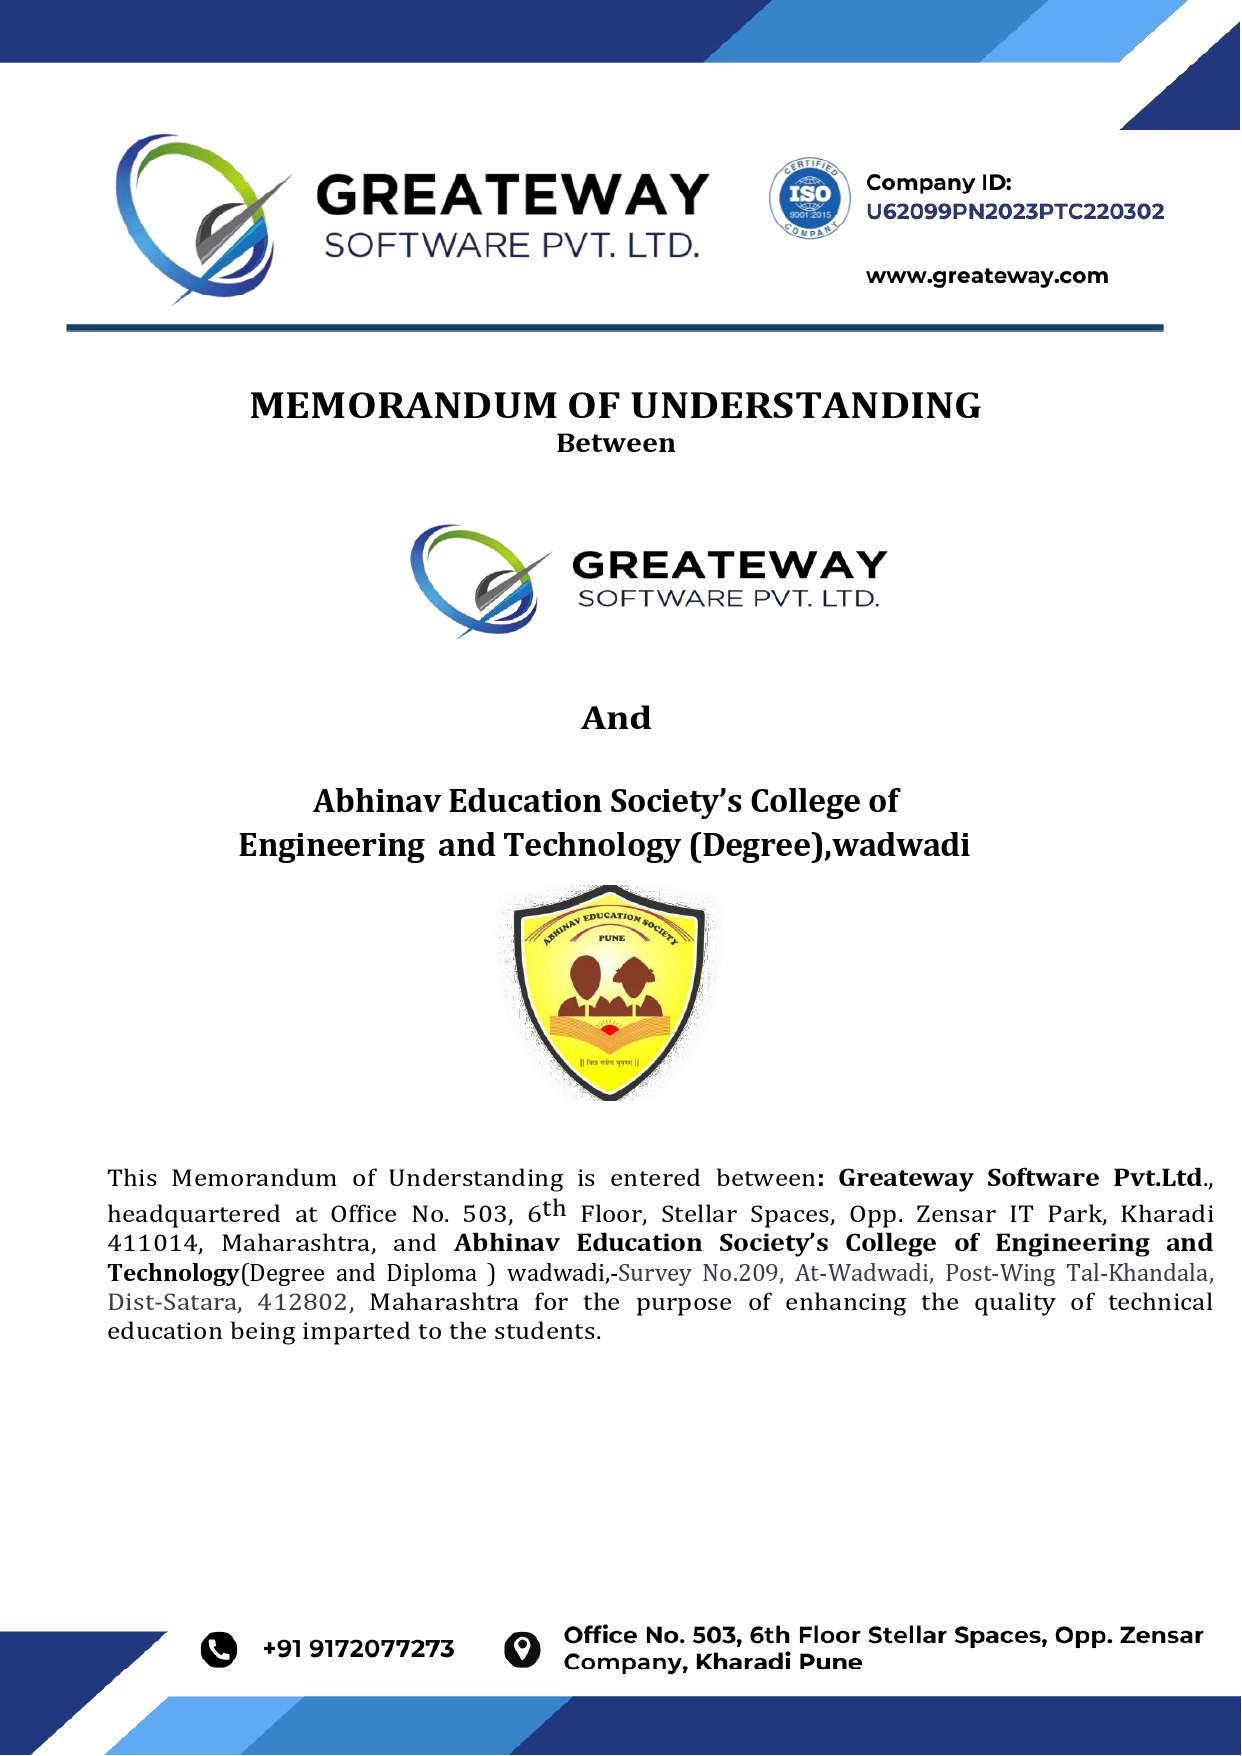 GREATEWAY
SOFTWARE PVT. LTD.
CERTIFIED
ISO
9001:2015
COMPANY
Company ID:
U62099PN2023PTC220302
www.greateway.com
MEMORANDUM OF UNDERSTANDING
Between
GREATEWAY
SOFTWARE PVT. LTD.
And
Abhinav Education Society’s College of
Engineering and Technology (Degree),wadwadi
ABHINAV EDUCATION SOCIETY
PUNE
|| विद्या सर्वस्य भूषणम् ||
This Memorandum of Understanding is entered between: Greateway Software Pvt.Ltd.,
headquartered at Office No. 503, 6th Floor, Stellar Spaces, Opp. Zensar IT Park, Kharadi
411014, Maharashtra, and Abhinav Education Society’s College of Engineering and
Technology(Degree and Diploma ) wadwadi,-Survey No.209, At-Wadwadi, Post-Wing Tal-Khandala,
Dist-Satara, 412802, Maharashtra for the purpose of enhancing the quality of technical
education being imparted to the students.
+91 9172077273
Office No. 503, 6th Floor Stellar Spaces, Opp. Zensar
Company, Kharadi Pune